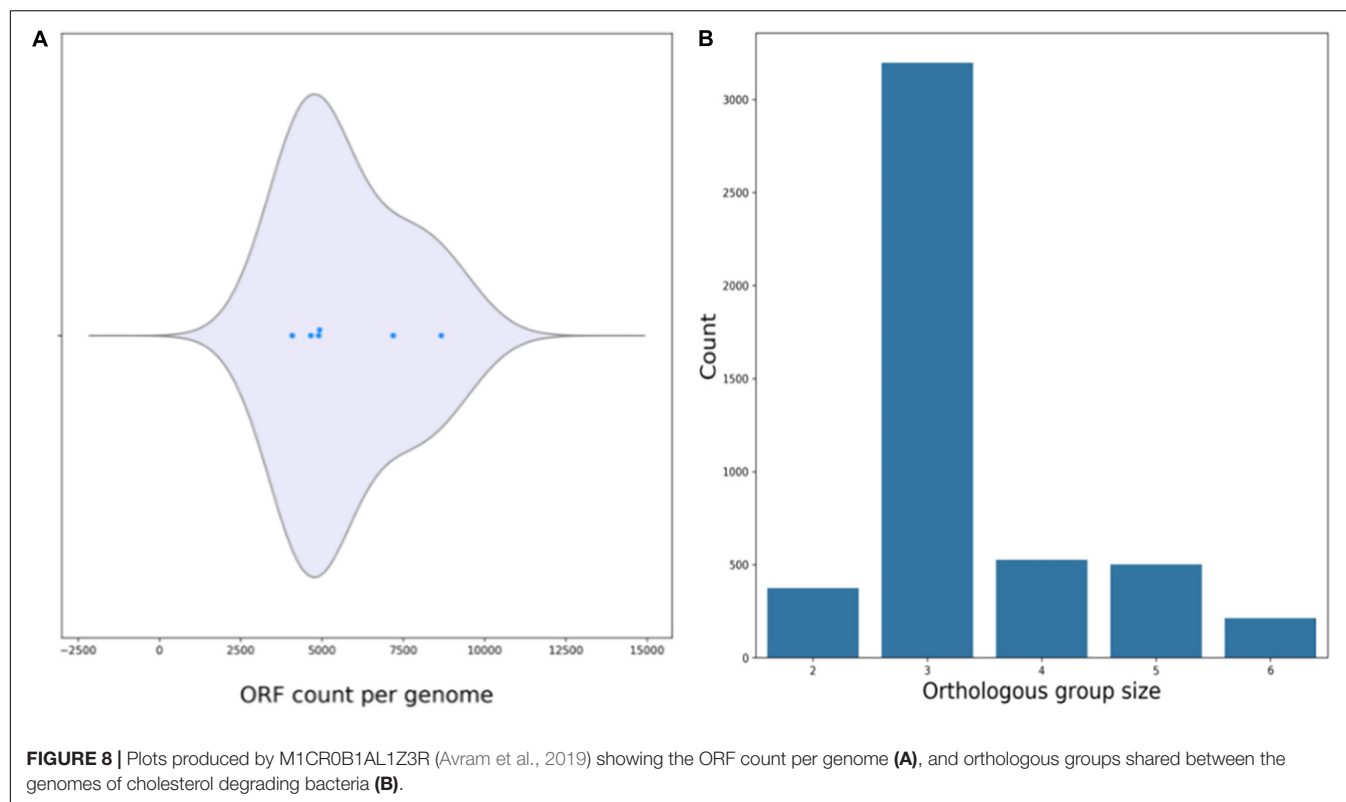 A
−2500 0 2500 5000 7500 10000 12500 15000
ORF count per genome
B
3000
2500
2000
1500
1000
500
0
Count
2 3 4 5 6
Orthologous group size
FIGURE 8 | Plots produced by M1CR0B1AL1Z3R (Avram et al., 2019) showing the ORF count per genome (A), and orthologous groups shared between the
genomes of cholesterol degrading bacteria (B).